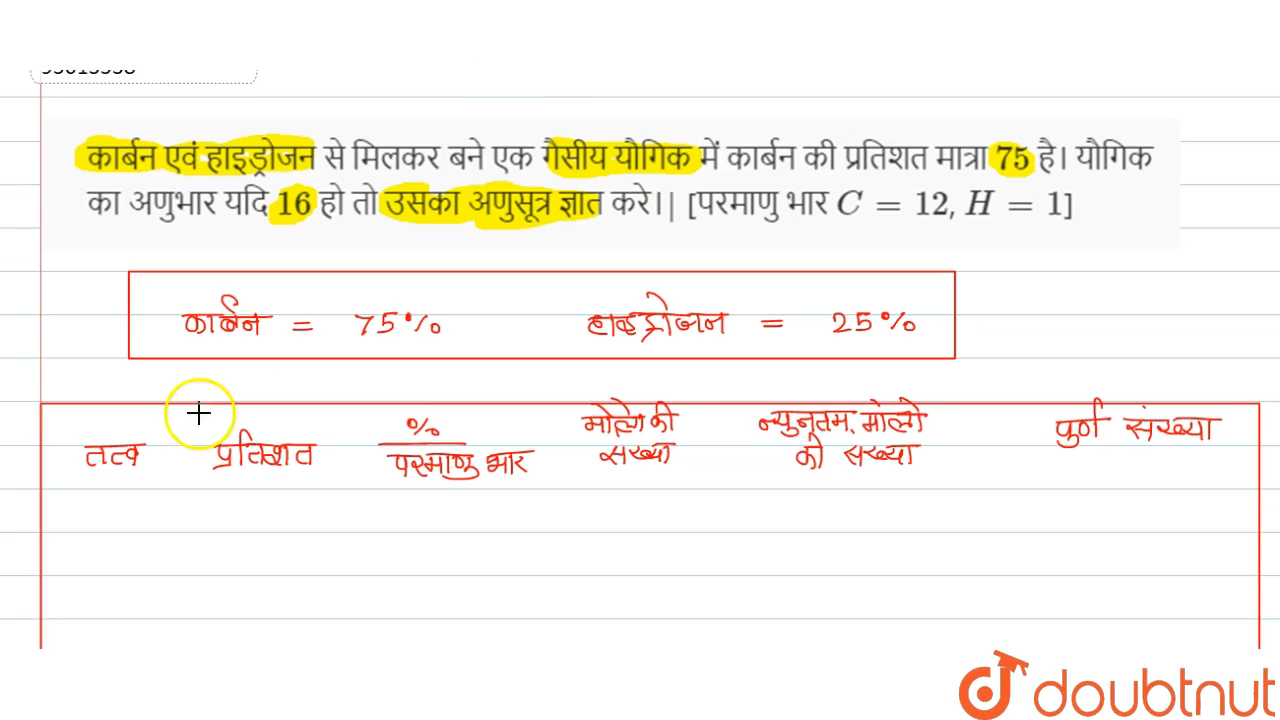 कार्बन एवं हाइड्रोजन से मिलकर बने एक गैसीय यौगिक में कार्बन की प्रतिशत मात्रा 75 है। यौगिक
का अणुभार यदि 16 हो तो उसका अणुसूत्र ज्ञात करे।| [परमाणु भार C = 12, H = 1]
कार्बन = 75% हाइड्रोजन = 25%
तत्व प्रतिशत % / परमाणु भार मोलो की संख्या न्युनतम मोलो की संख्या पुर्ण संख्या
doubtnut